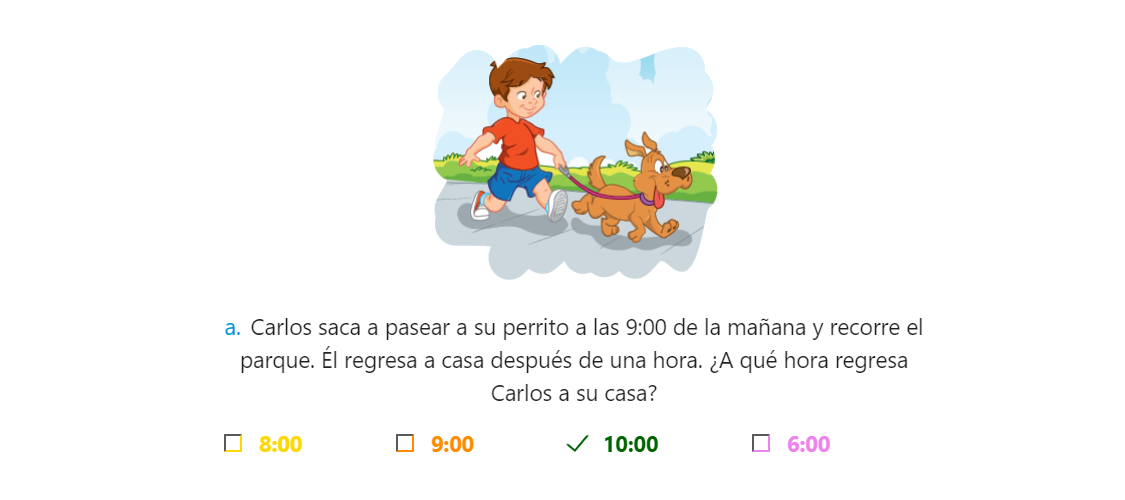 a. Carlos saca a pasear a su perrito a las 9:00 de la mañana y recorre el
parque. Él regresa a casa después de una hora. ¿A qué hora regresa
Carlos a su casa?
8:00 9:00 10:00 6:00